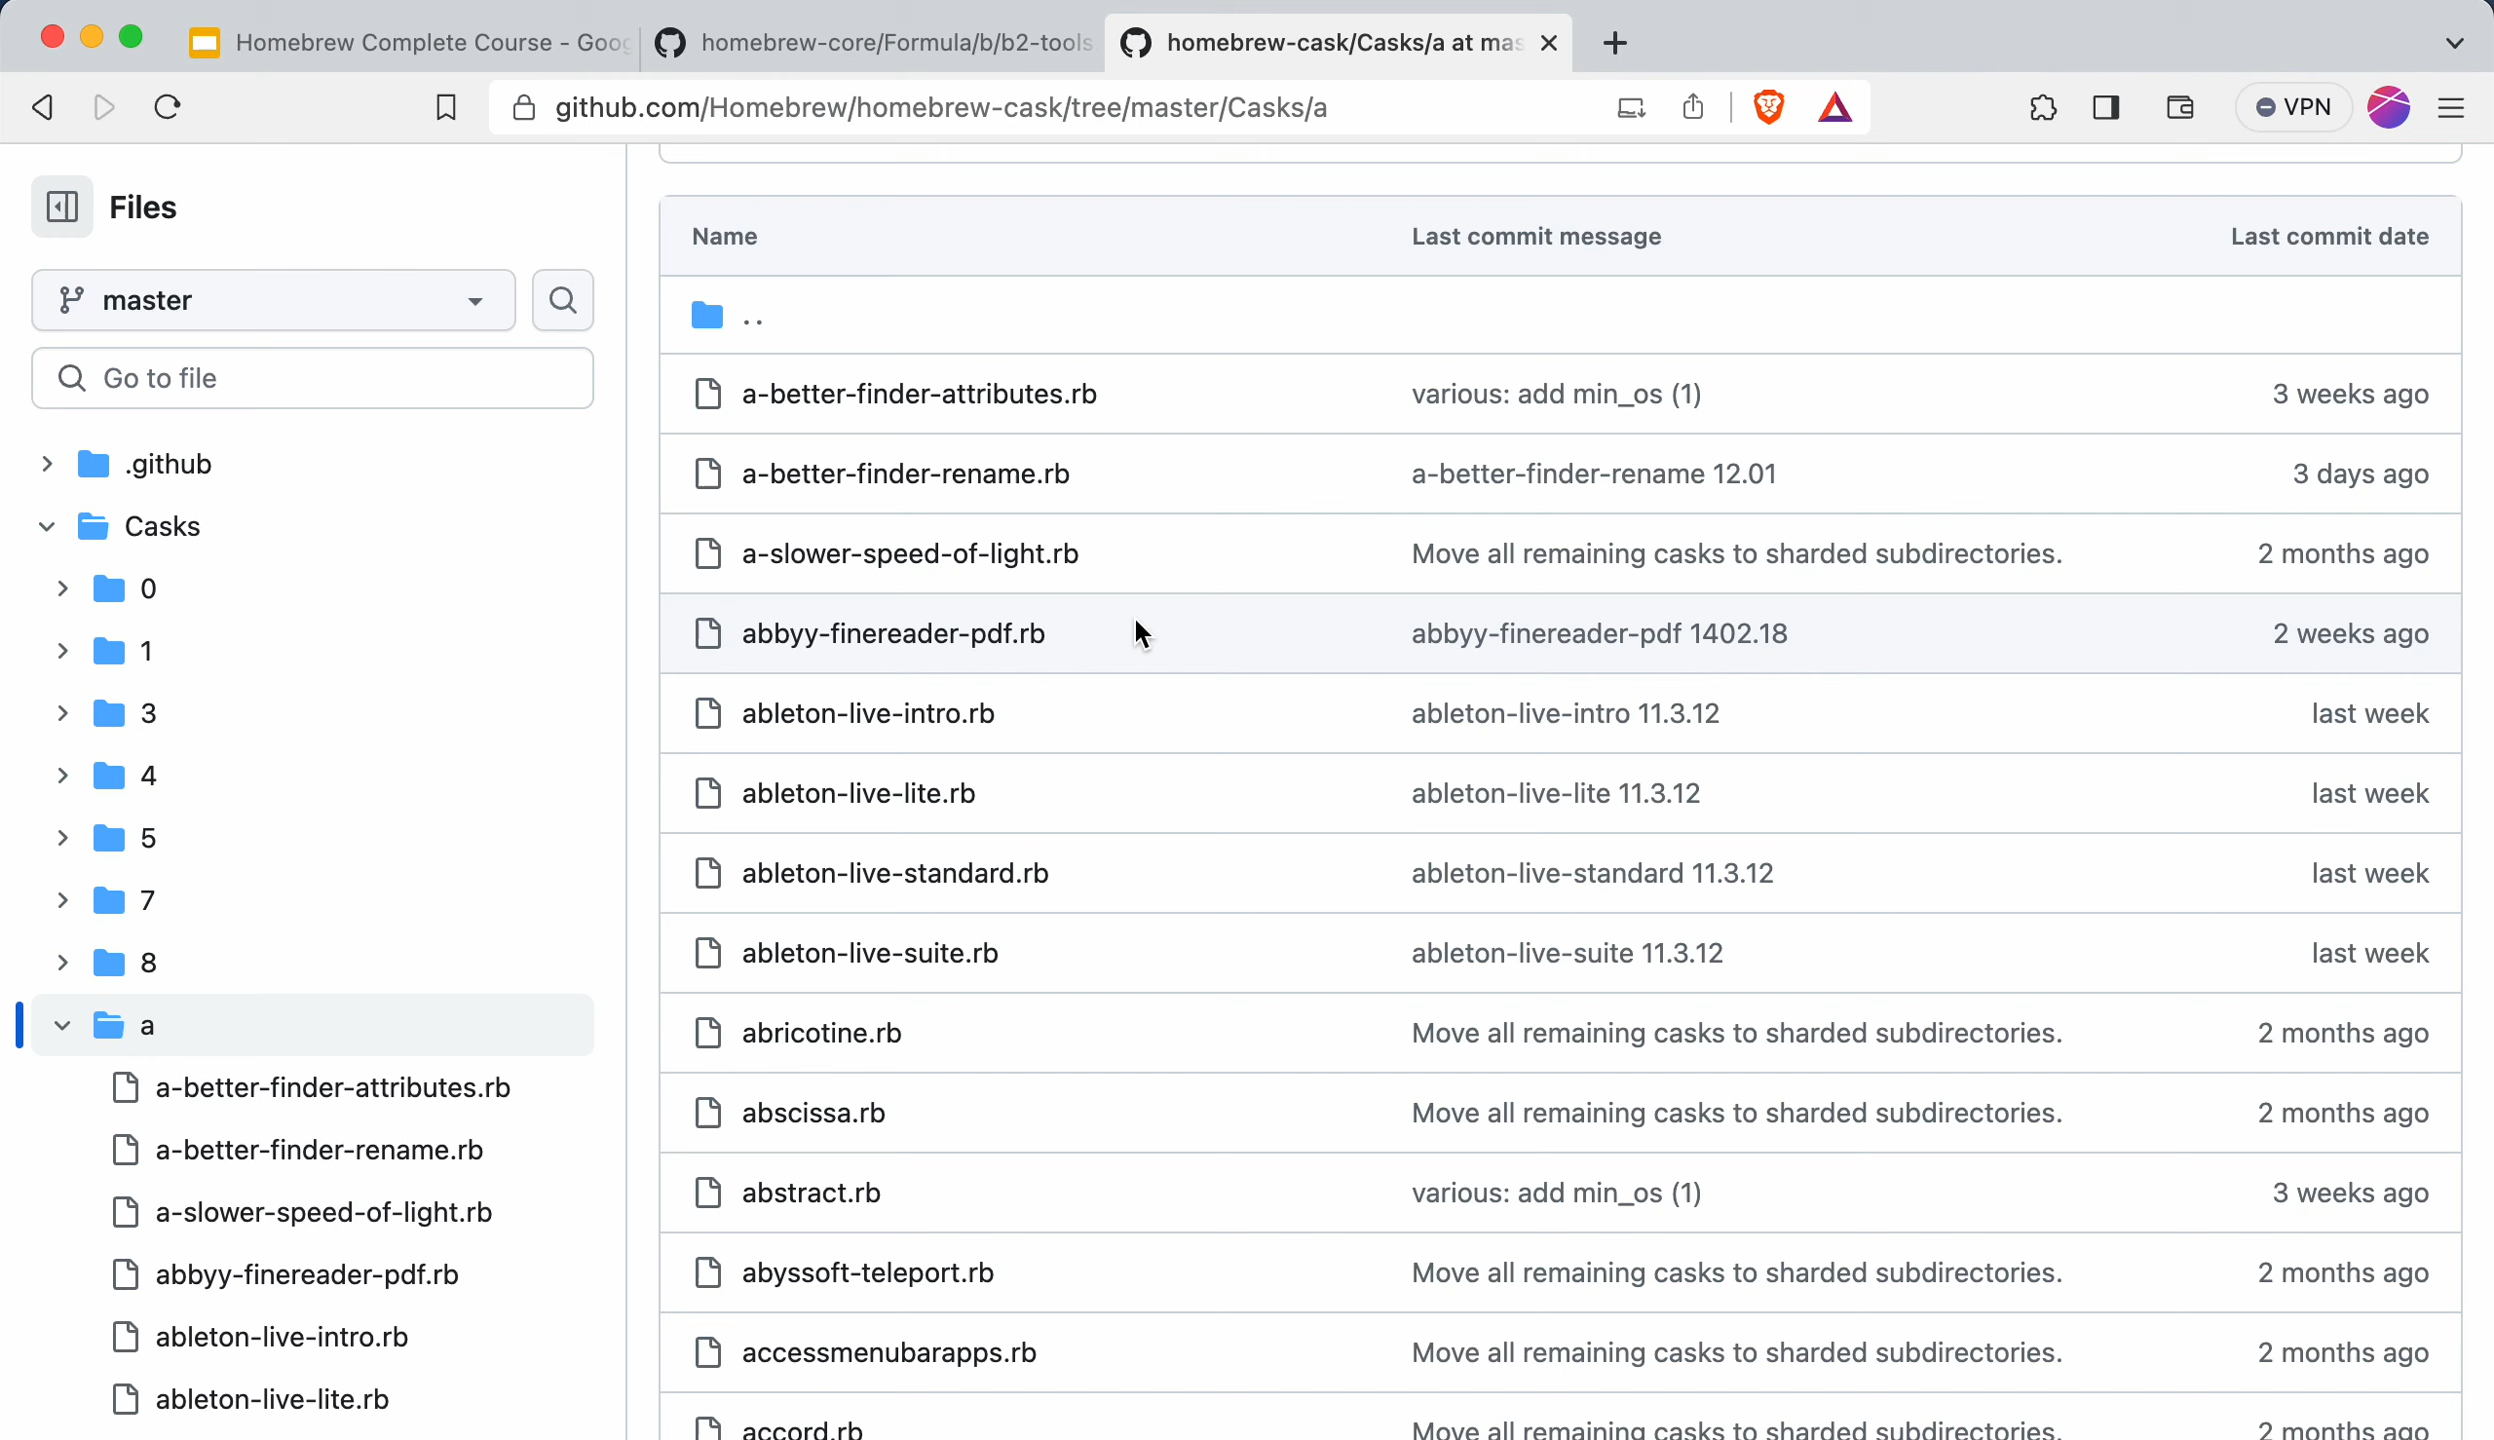 Homebrew Complete Course - Goog
homebrew-core/Formula/b/b2-tools
homebrew-cask/Casks/a at mas
github.com/Homebrew/homebrew-cask/tree/master/Casks/a
VPN
Files
master
Go to file
.github
Casks
0
1
3
4
5
7
8
a
a-better-finder-attributes.rb
a-better-finder-rename.rb
a-slower-speed-of-light.rb
abbyy-finereader-pdf.rb
ableton-live-intro.rb
ableton-live-lite.rb
Name Last commit message Last commit date
..
a-better-finder-attributes.rb various: add min_os (1) 3 weeks ago
a-better-finder-rename.rb a-better-finder-rename 12.01 3 days ago
a-slower-speed-of-light.rb Move all remaining casks to sharded subdirectories. 2 months ago
abbyy-finereader-pdf.rb abbyy-finereader-pdf 1402.18 2 weeks ago
ableton-live-intro.rb ableton-live-intro 11.3.12 last week
ableton-live-lite.rb ableton-live-lite 11.3.12 last week
ableton-live-standard.rb ableton-live-standard 11.3.12 last week
ableton-live-suite.rb ableton-live-suite 11.3.12 last week
abricotine.rb Move all remaining casks to sharded subdirectories. 2 months ago
abscissa.rb Move all remaining casks to sharded subdirectories. 2 months ago
abstract.rb various: add min_os (1) 3 weeks ago
abyssoft-teleport.rb Move all remaining casks to sharded subdirectories. 2 months ago
accessmenubarapps.rb Move all remaining casks to sharded subdirectories. 2 months ago
accord.rb Move all remaining casks to sharded subdirectories. 2 months ago